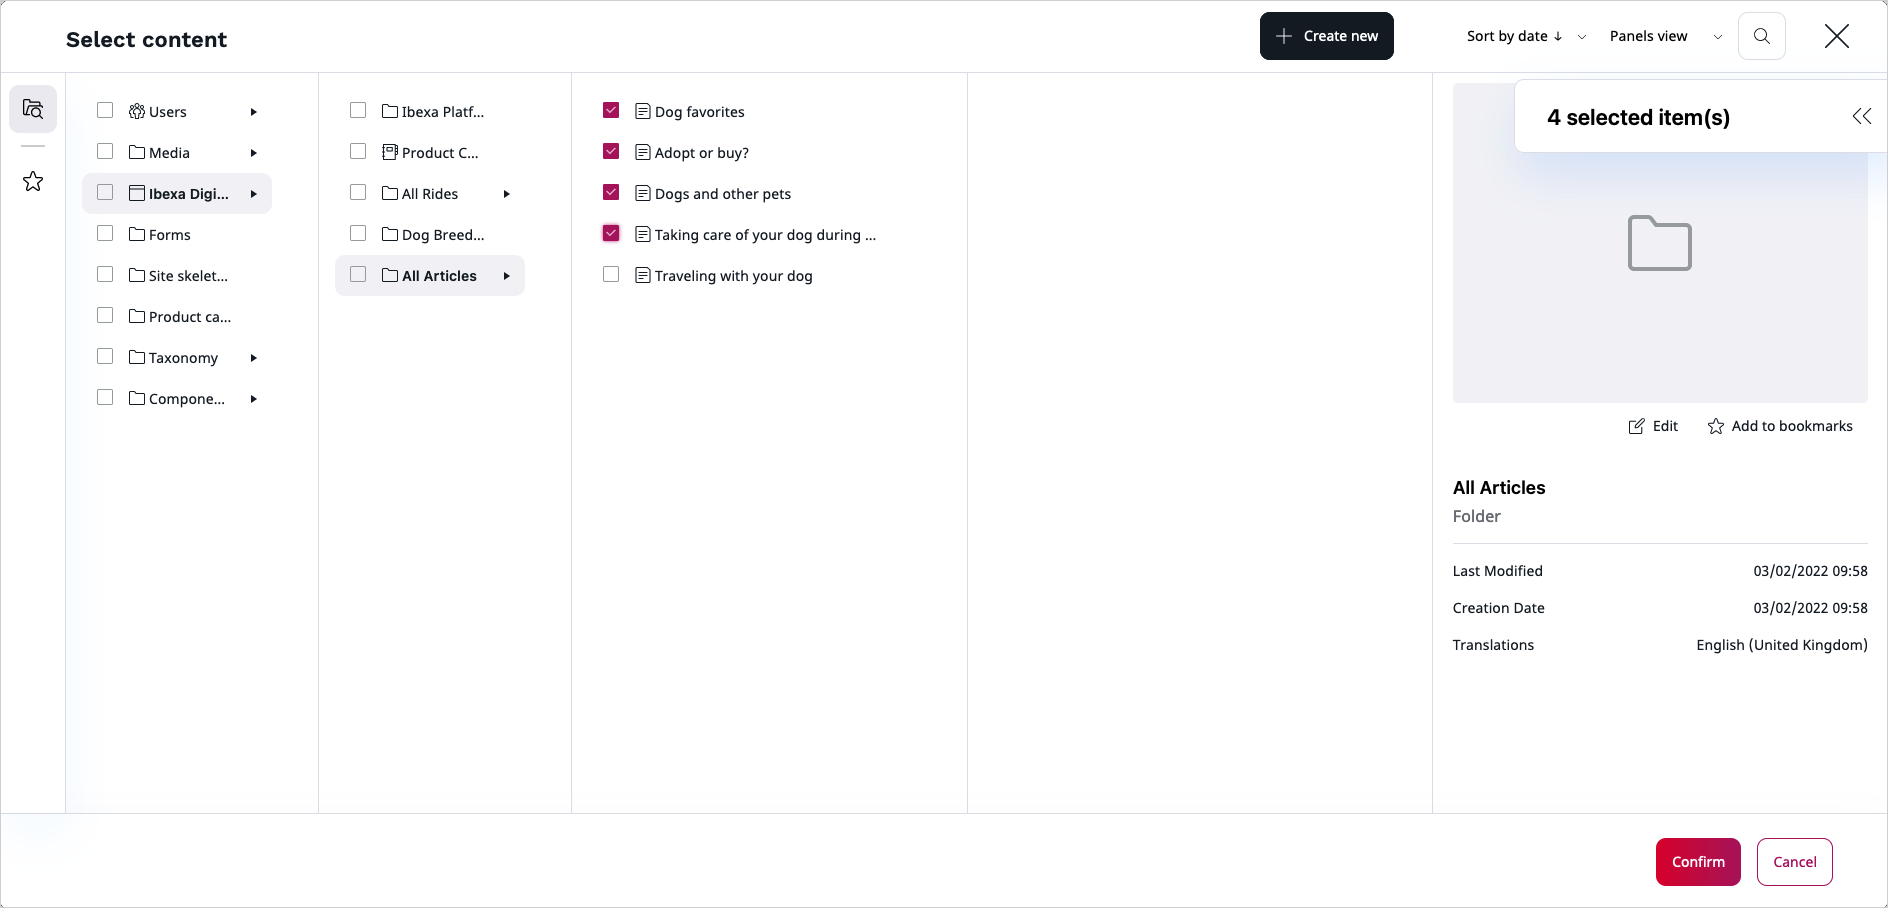 Select content
Create new
Sort by date ↓
Panels view
Users
Media
Ibexa Digi...
Forms
Site skelet...
Product ca...
Taxonomy
Compone...
Ibexa Platf...
Product C...
All Rides
Dog Breed...
All Articles
Dog favorites
Adopt or buy?
Dogs and other pets
Taking care of your dog during ...
Traveling with your dog
4 selected item(s)
Edit
Add to bookmarks
All Articles
Folder
Last Modified 03/02/2022 09:58
Creation Date 03/02/2022 09:58
Translations English (United Kingdom)
Confirm
Cancel